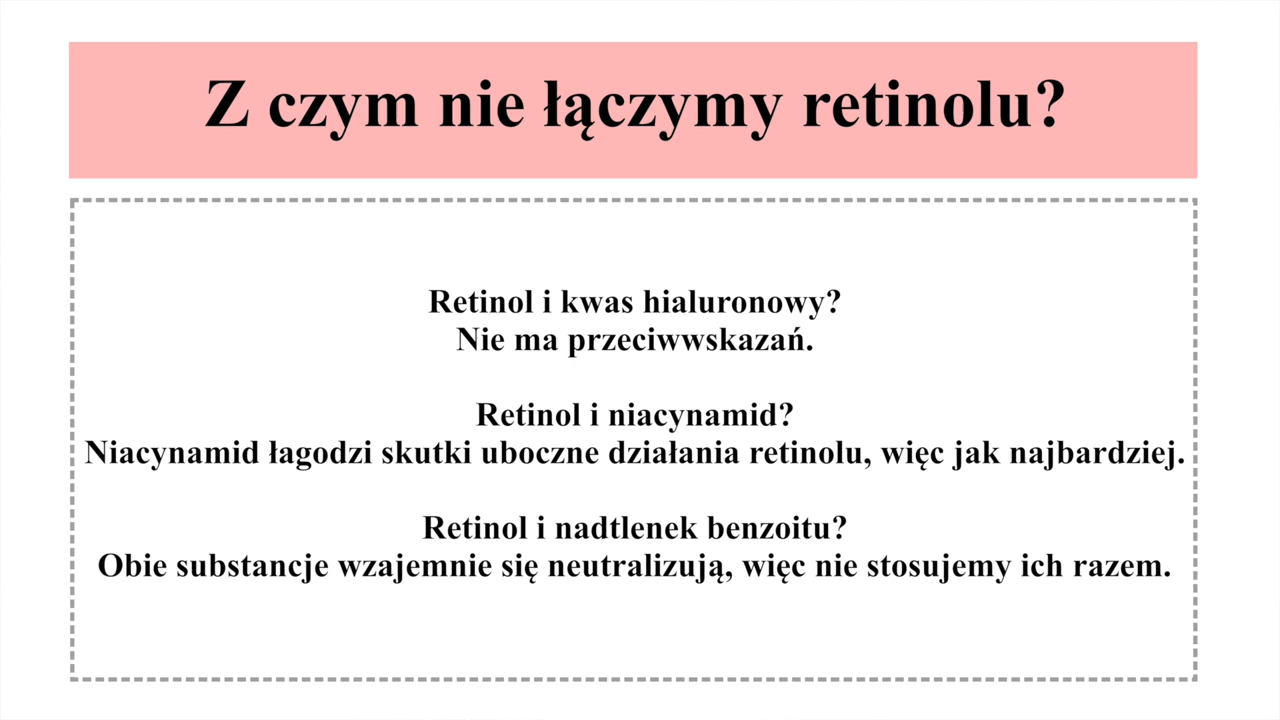 Z czym nie łączymy retinolu?
Retinol i kwas hialuronowy?
Nie ma przeciwwskazań.
Retinol i niacynamid?
Niacynamid łagodzi skutki uboczne działania retinolu, więc jak najbardziej.
Retinol i nadtlenek benzoitu?
Obie substancje wzajemnie się neutralizują, więc nie stosujemy ich razem.